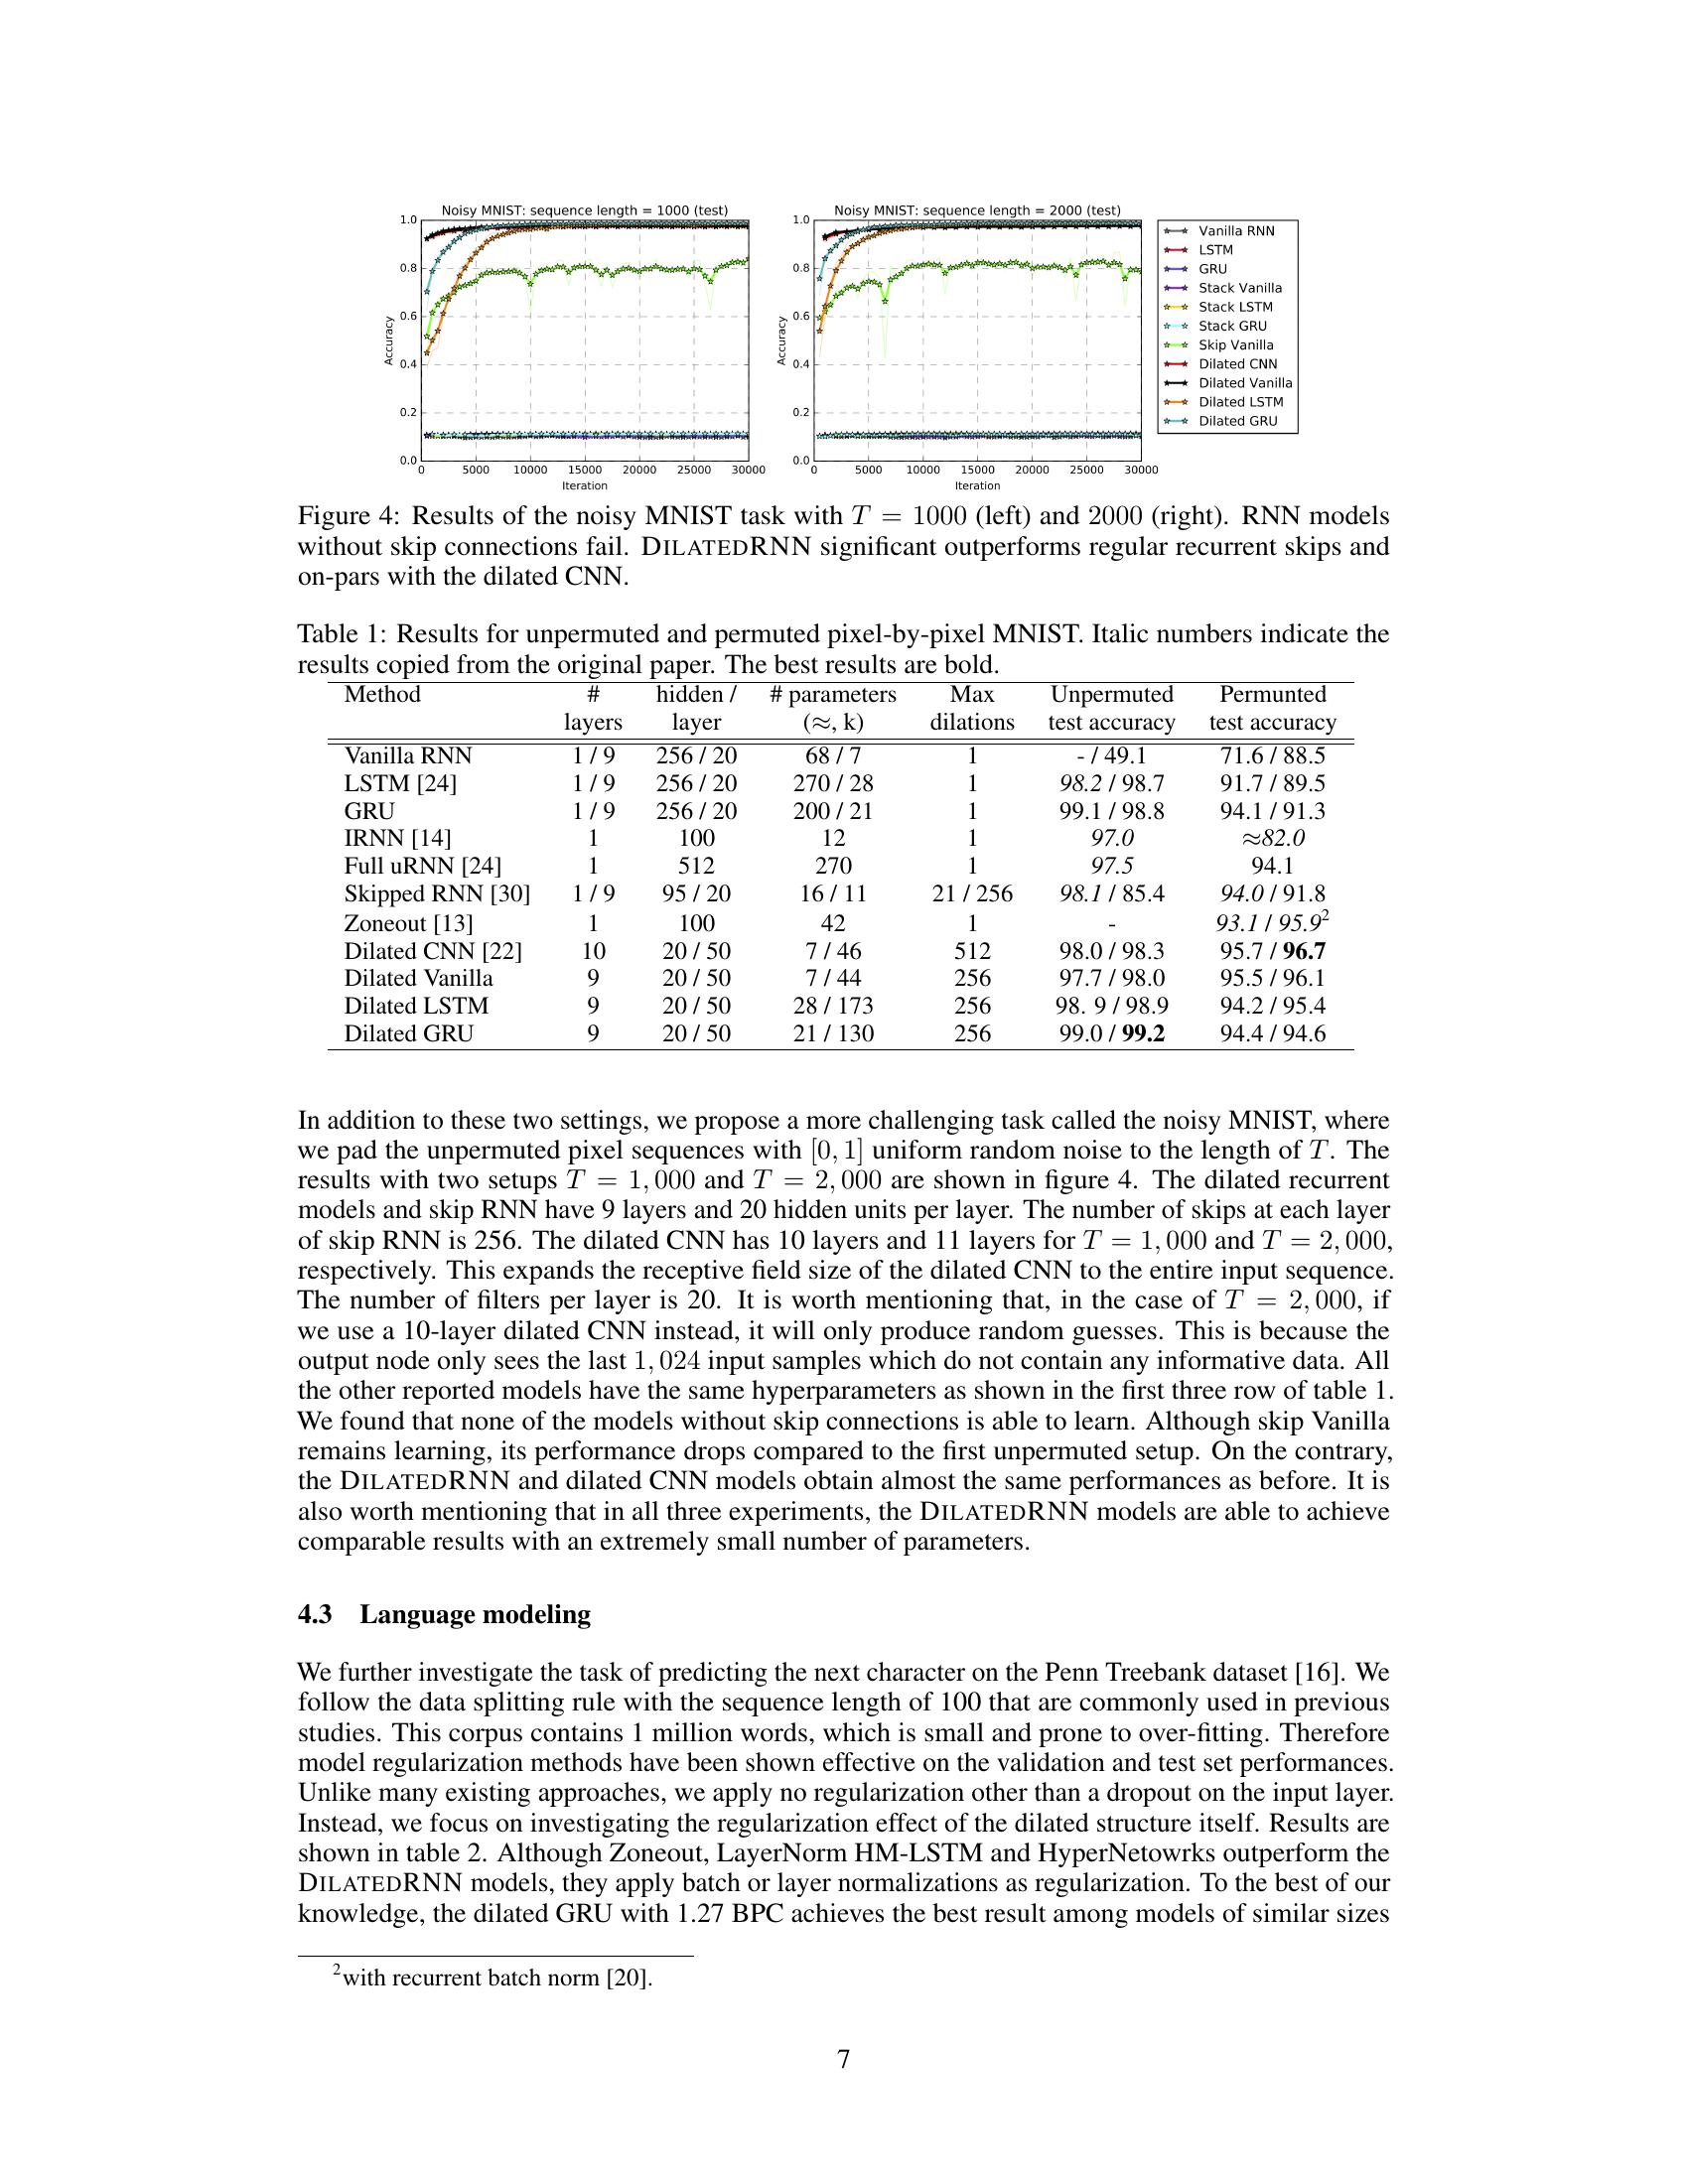 Noisy MNIST: sequence length = 1000 (test)
1.0
0.8
0.6
0.4
0.2
0.0
Accuracy
0 5000 10000 15000 20000 25000 30000
Iteration
Noisy MNIST: sequence length = 2000 (test)
1.0
0.8
0.6
0.4
0.2
0.0
Accuracy
0 5000 10000 15000 20000 25000 30000
Iteration
Vanilla RNN
LSTM
GRU
Stack Vanilla
Stack LSTM
Stack GRU
Skip Vanilla
Dilated CNN
Dilated Vanilla
Dilated LSTM
Dilated GRU
Figure 4: Results of the noisy MNIST task with T = 1000 (left) and 2000 (right). RNN models
without skip connections fail. DILATEDRNN significant outperforms regular recurrent skips and
on-pars with the dilated CNN.
Table 1: Results for unpermuted and permuted pixel-by-pixel MNIST. Italic numbers indicate the
results copied from the original paper. The best results are bold.
Method # hidden / # parameters Max Unpermuted Permunted
layers layer (≈, k) dilations test accuracy test accuracy
Vanilla RNN 1 / 9 256 / 20 68 / 7 1 - / 49.1 71.6 / 88.5
LSTM [24] 1 / 9 256 / 20 270 / 28 1 98.2 / 98.7 91.7 / 89.5
GRU 1 / 9 256 / 20 200 / 21 1 99.1 / 98.8 94.1 / 91.3
IRNN [14] 1 100 12 1 97.0 ≈82.0
Full uRNN [24] 1 512 270 1 97.5 94.1
Skipped RNN [30] 1 / 9 95 / 20 16 / 11 21 / 256 98.1 / 85.4 94.0 / 91.8
Zoneout [13] 1 100 42 1 - 93.1 / 95.9²
Dilated CNN [22] 10 20 / 50 7 / 46 512 98.0 / 98.3 95.7 / 96.7
Dilated Vanilla 9 20 / 50 7 / 44 256 97.7 / 98.0 95.5 / 96.1
Dilated LSTM 9 20 / 50 28 / 173 256 98. 9 / 98.9 94.2 / 95.4
Dilated GRU 9 20 / 50 21 / 130 256 99.0 / 99.2 94.4 / 94.6
In addition to these two settings, we propose a more challenging task called the noisy MNIST, where
we pad the unpermuted pixel sequences with [0, 1] uniform random noise to the length of T. The
results with two setups T = 1, 000 and T = 2, 000 are shown in figure 4. The dilated recurrent
models and skip RNN have 9 layers and 20 hidden units per layer. The number of skips at each layer
of skip RNN is 256. The dilated CNN has 10 layers and 11 layers for T = 1, 000 and T = 2, 000,
respectively. This expands the receptive field size of the dilated CNN to the entire input sequence.
The number of filters per layer is 20. It is worth mentioning that, in the case of T = 2, 000, if
we use a 10-layer dilated CNN instead, it will only produce random guesses. This is because the
output node only sees the last 1, 024 input samples which do not contain any informative data. All
the other reported models have the same hyperparameters as shown in the first three row of table 1.
We found that none of the models without skip connections is able to learn. Although skip Vanilla
remains learning, its performance drops compared to the first unpermuted setup. On the contrary,
the DILATEDRNN and dilated CNN models obtain almost the same performances as before. It is
also worth mentioning that in all three experiments, the DILATEDRNN models are able to achieve
comparable results with an extremely small number of parameters.
4.3 Language modeling
We further investigate the task of predicting the next character on the Penn Treebank dataset [16]. We
follow the data splitting rule with the sequence length of 100 that are commonly used in previous
studies. This corpus contains 1 million words, which is small and prone to over-fitting. Therefore
model regularization methods have been shown effective on the validation and test set performances.
Unlike many existing approaches, we apply no regularization other than a dropout on the input layer.
Instead, we focus on investigating the regularization effect of the dilated structure itself. Results are
shown in table 2. Although Zoneout, LayerNorm HM-LSTM and HyperNetowrks outperform the
DILATEDRNN models, they apply batch or layer normalizations as regularization. To the best of our
knowledge, the dilated GRU with 1.27 BPC achieves the best result among models of similar sizes
²with recurrent batch norm [20].
7